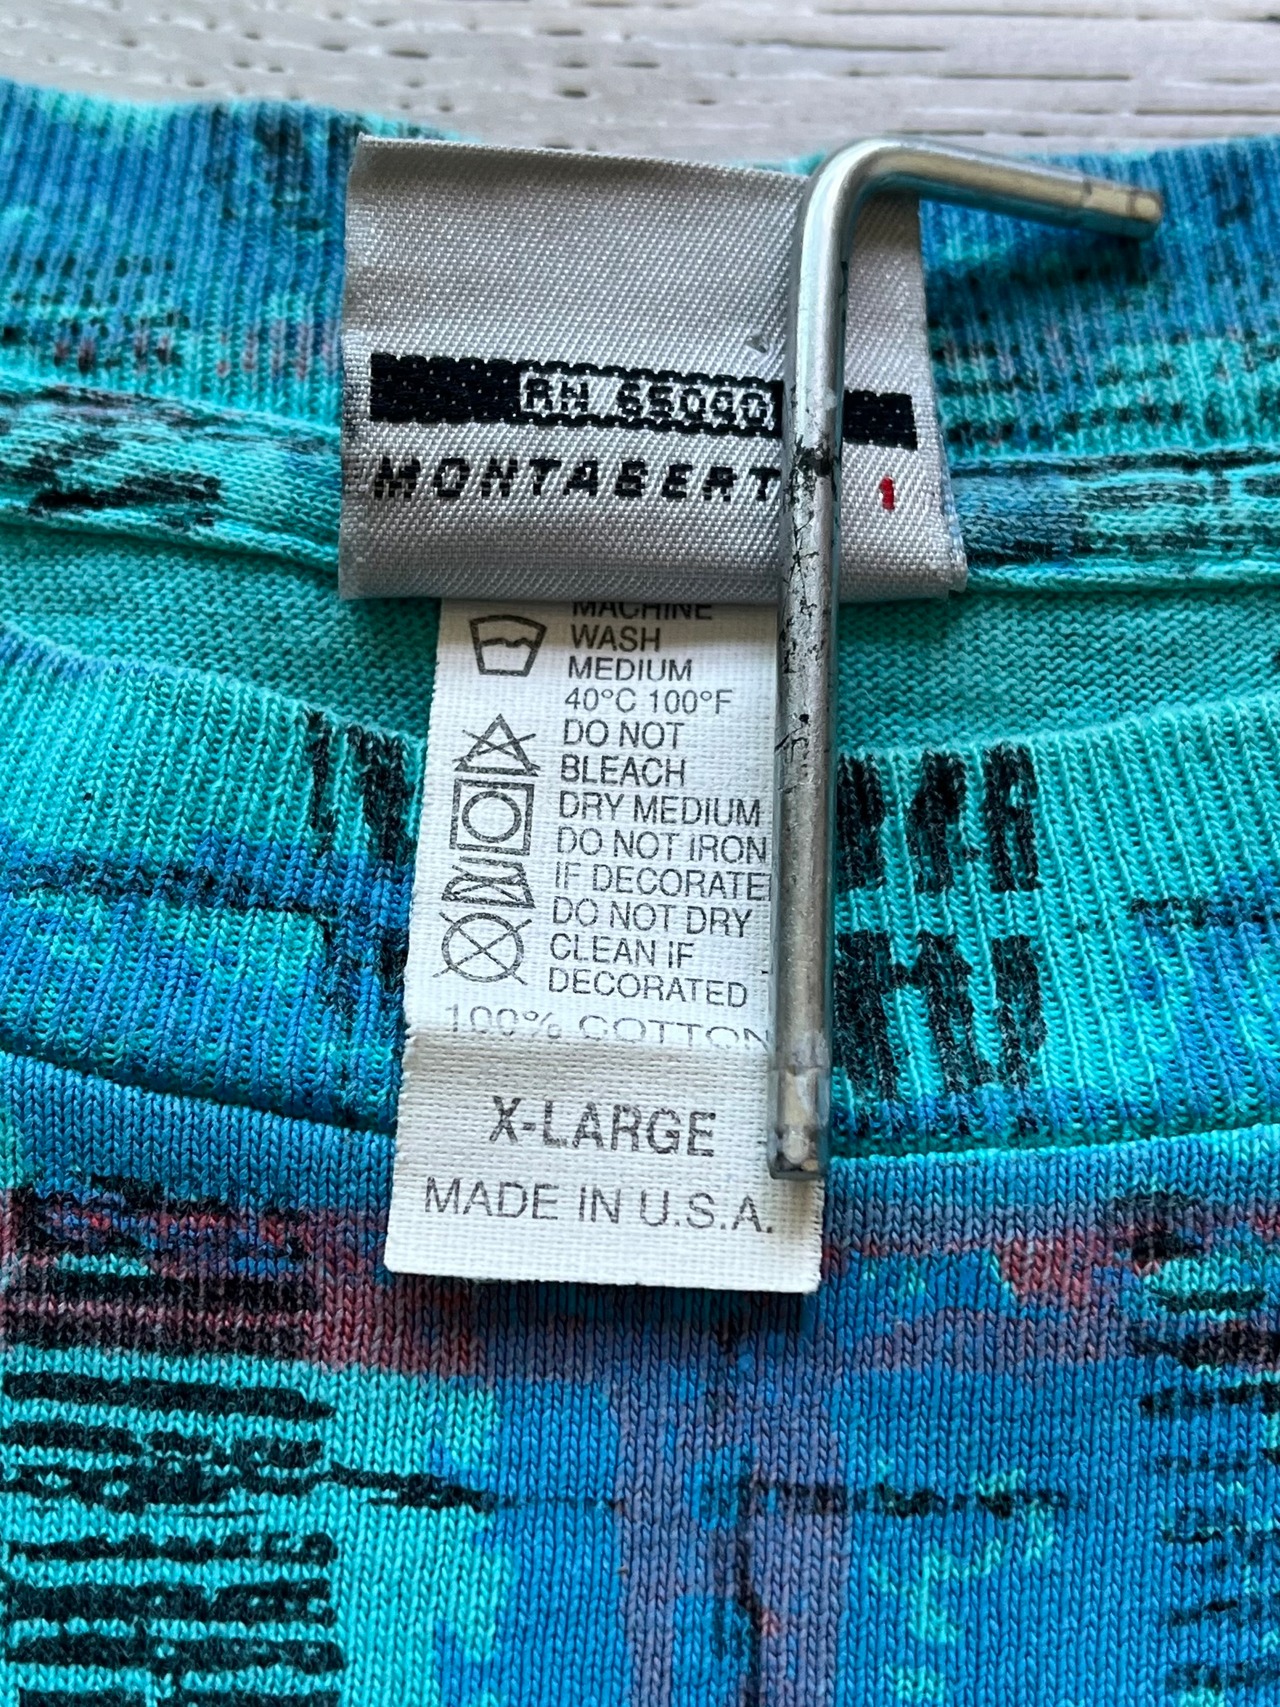 RN 55090
MONTABERT 1
MACHINE
WASH
MEDIUM
40°C 100°F
DO NOT
BLEACH
DRY MEDIUM
DO NOT IRON
IF DECORATE
DO NOT DRY
CLEAN IF
DECORATED
100% COTTON
X-LARGE
MADE IN U.S.A.